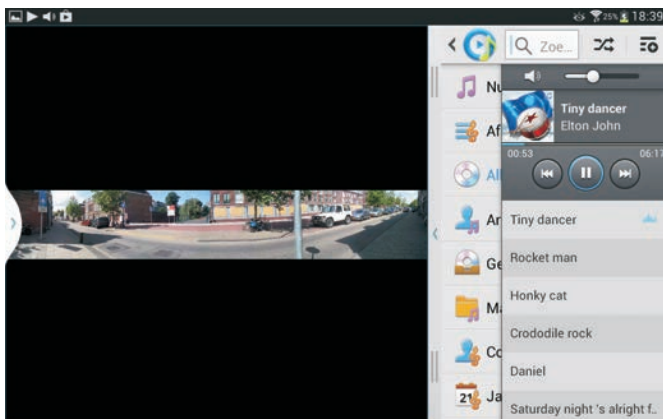 25% 18:39
Zoe...
Nu
Af
Al
Ar
Ge
Ma
Co
21 Ja
Tiny dancer
Elton John
00:53 06:17
Tiny dancer
Rocket man
Honky cat
Crododile rock
Daniel
Saturday night 's alright f..